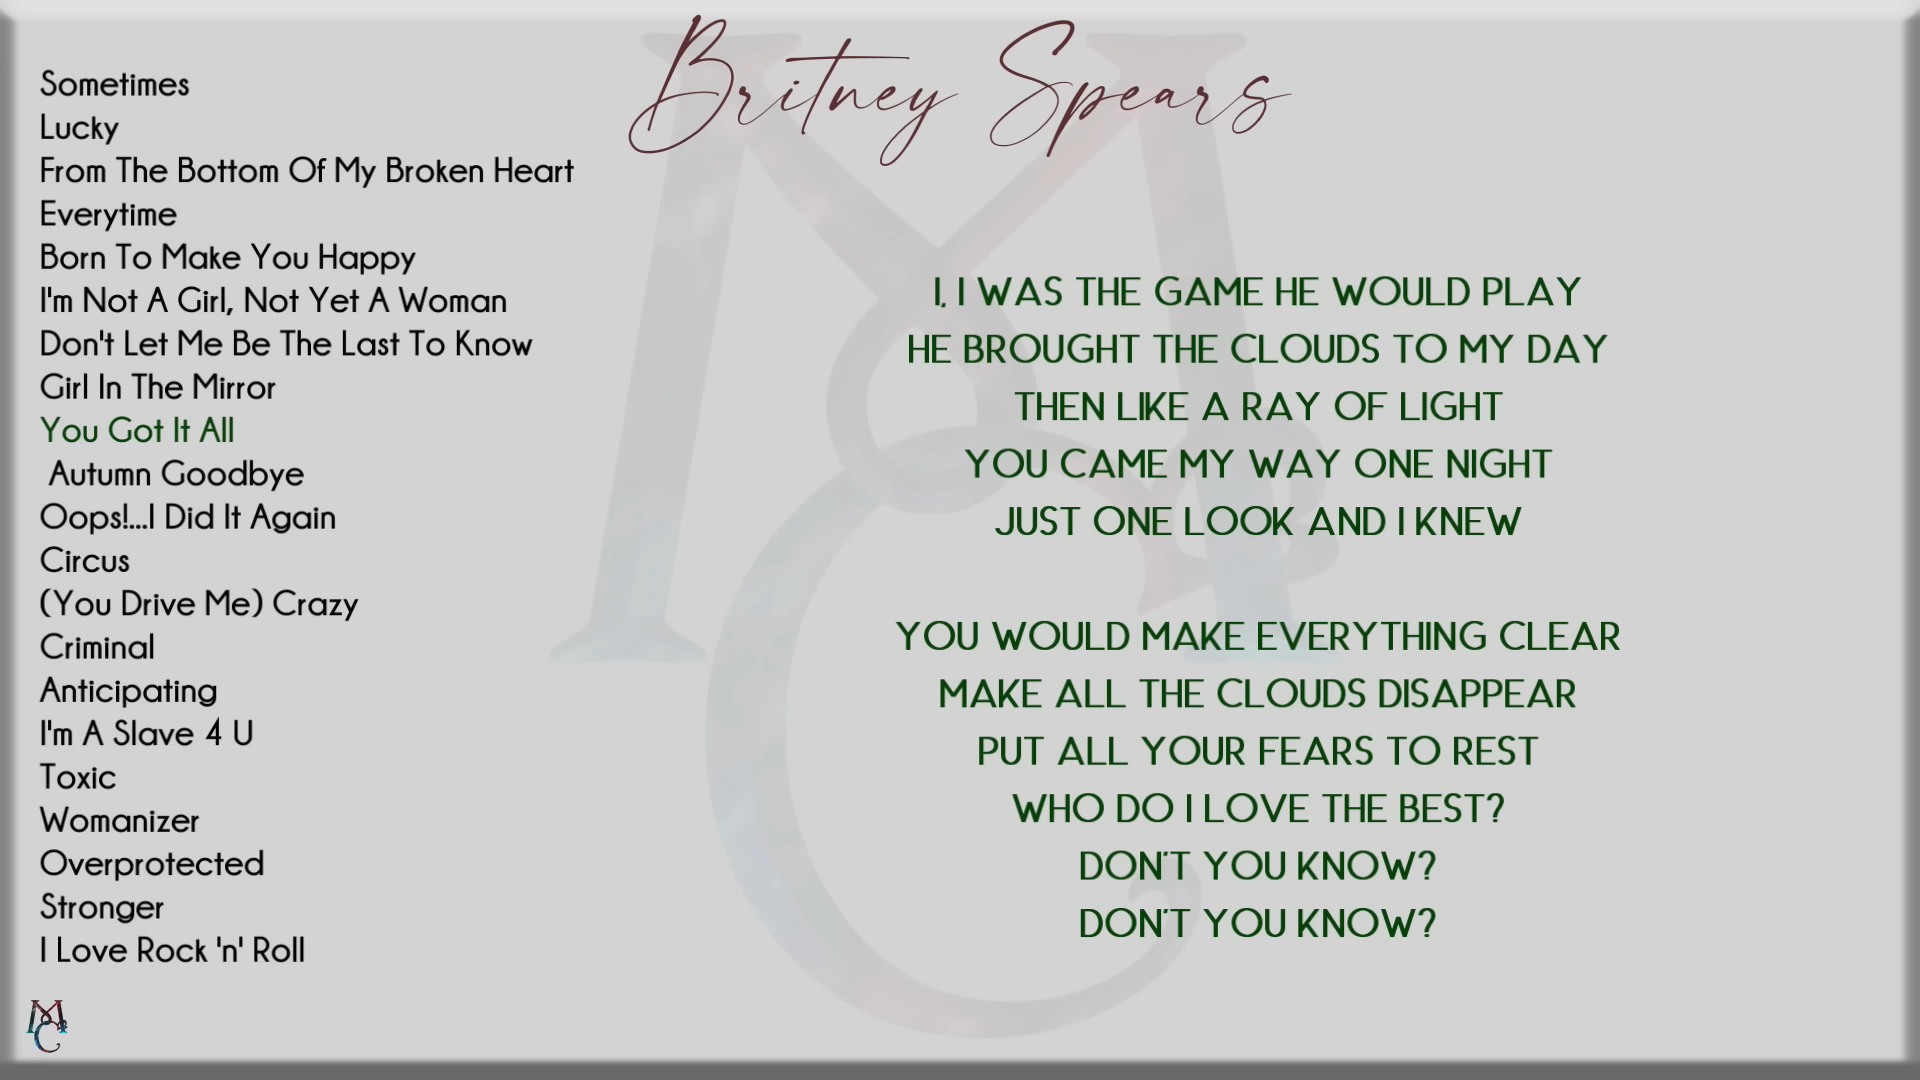 Britney Spears
Sometimes
Lucky
From The Bottom Of My Broken Heart
Everytime
Born To Make You Happy
I'm Not A Girl, Not Yet A Woman
Don't Let Me Be The Last To Know
Girl In The Mirror
You Got It All
Autumn Goodbye
Oops!...I Did It Again
Circus
(You Drive Me) Crazy
Criminal
Anticipating
I'm A Slave 4 U
Toxic
Womanizer
Overprotected
Stronger
I Love Rock 'n' Roll
I, I WAS THE GAME HE WOULD PLAY
HE BROUGHT THE CLOUDS TO MY DAY
THEN LIKE A RAY OF LIGHT
YOU CAME MY WAY ONE NIGHT
JUST ONE LOOK AND I KNEW
YOU WOULD MAKE EVERYTHING CLEAR
MAKE ALL THE CLOUDS DISAPPEAR
PUT ALL YOUR FEARS TO REST
WHO DO I LOVE THE BEST?
DON'T YOU KNOW?
DON'T YOU KNOW?